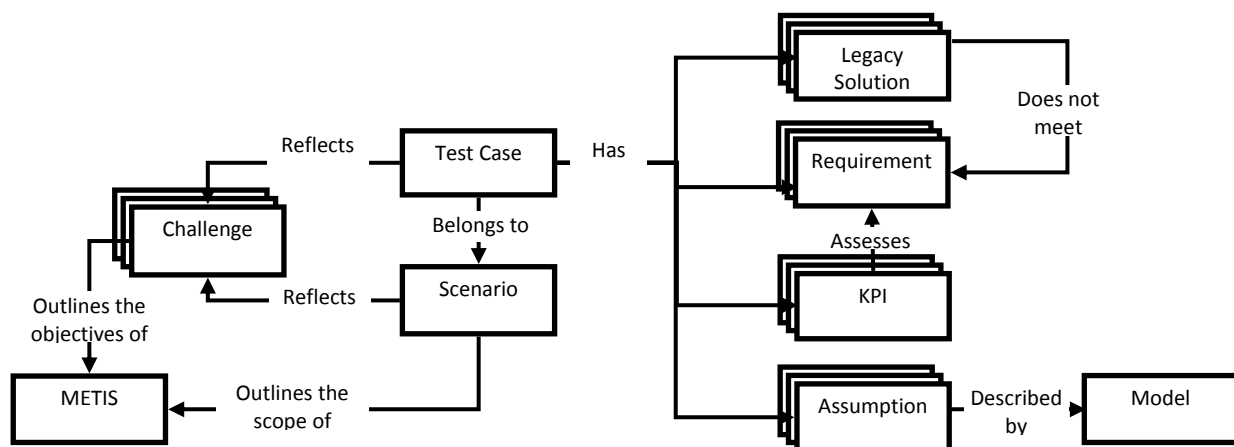 Legacy
Solution
Does not
meet
Reflects
Test Case
Has
Requirement
Challenge
Belongs to
Assesses
Outlines the
objectives of
Reflects
Scenario
KPI
METIS
Outlines the
scope of
Assumption
Described
by
Model